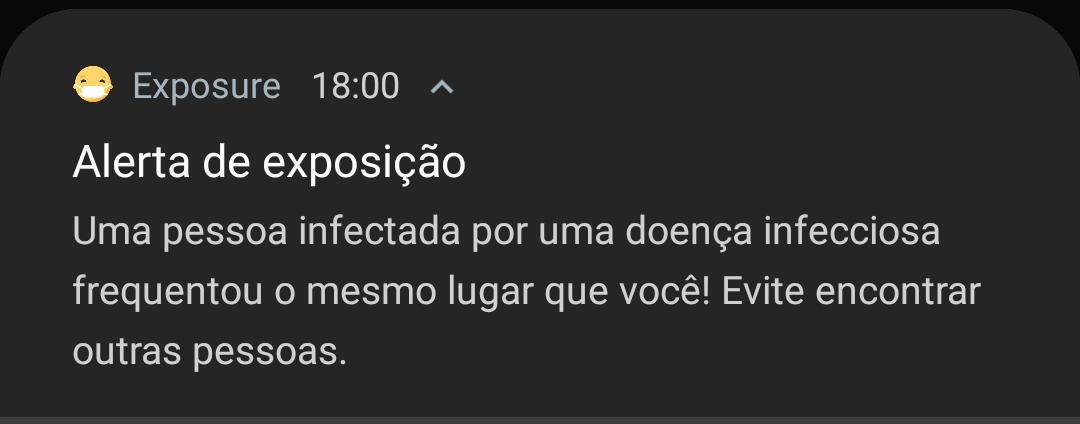 Exposure 18:00
Alerta de exposição
Uma pessoa infectada por uma doença infecciosa
frequentou o mesmo lugar que você! Evite encontrar
outras pessoas.